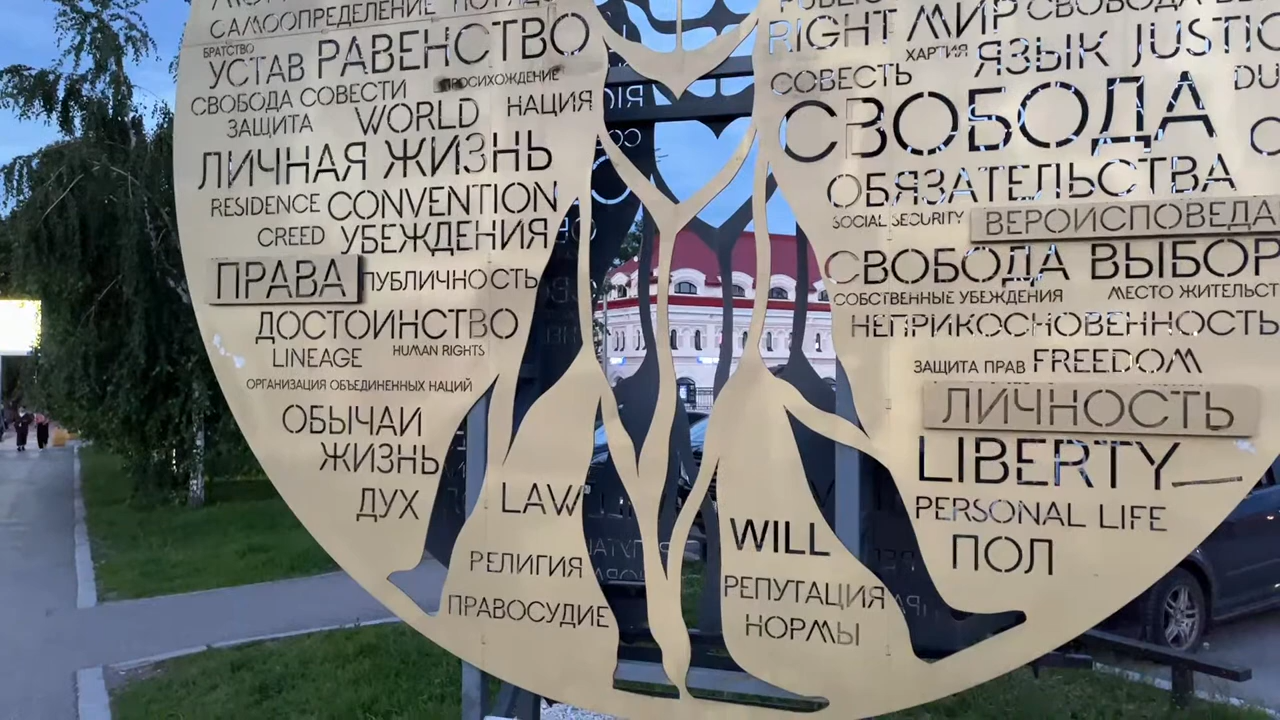 САМООПРЕДЕЛЕНИЕ
БРАТСТВО
УСТАВ РАВЕНСТВО
ПРОСИХОЖДЕНИЕ
СВОБОДА СОВЕСТИ
WORLD НАЦИЯ
ЗАЩИТА
ЛИЧНАЯ ЖИЗНЬ
RESIDENCE CONVENTION
CREED УБЕЖДЕНИЯ
ПРАВА ПУБЛИЧНОСТЬ
ДОСТОИНСТВО
LINEAGE HUMAN RIGHTS
ОРГАНИЗАЦИЯ ОБЪЕДИНЕННЫХ НАЦИЙ
ОБЫЧАИ
ЖИЗНЬ
ДУХ
LAW
РЕЛИГИЯ
ПРАВОСУДИЕ
RIGHT МИР СВОБОДА
ХАРТИЯ ЯЗЫК JUSTIC
СОВЕСТЬ DU
СВОБОДА
ОБЯЗАТЕЛЬСТВА
SOCIAL SECURITY ВЕРОИСПОВЕДА
СВОБОДА ВЫБОР
СОБСТВЕННЫЕ УБЕЖДЕНИЯ МЕСТО ЖИТЕЛЬСТ
НЕПРИКОСНОВЕННОСТЬ
ЗАЩИТА ПРАВ FREEDOM
ЛИЧНОСТЬ
LIBERTY
PERSONAL LIFE
ПОЛ
WILL
РЕПУТАЦИЯ
НОРМЫ